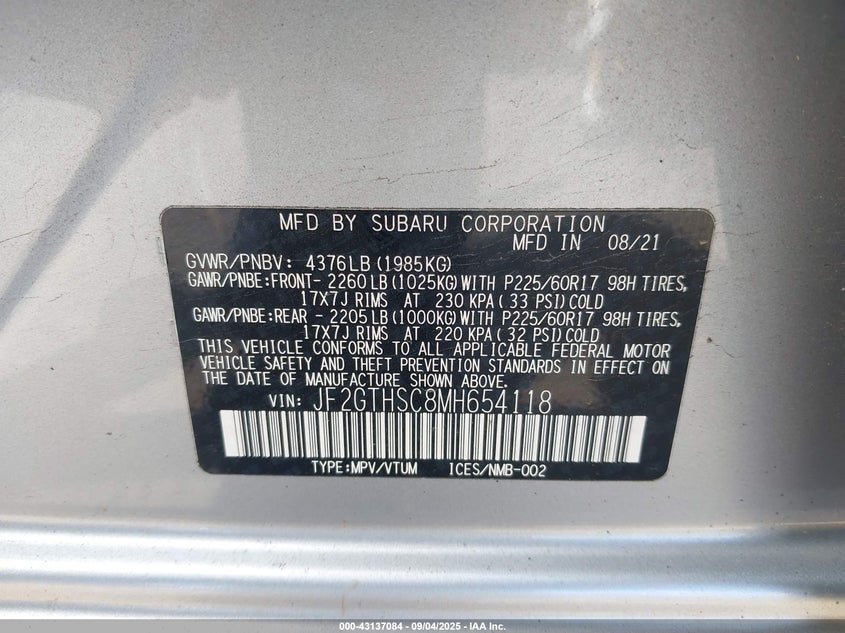 MFD BY SUBARU CORPORATION
MFD IN 08/21
GVWR/PNBV: 4376LB (1985KG)
GAWR/PNBE:FRONT- 2260 LB (1025KG) WITH P225/60R17 98H TIRES,
17X7J RIMS AT 230 KPA ( 33 PSI) COLD
GAWR/PNBE:REAR - 2205 LB (1000KG) WITH P225/60R17 98H TIRES,
17X7J RIMS AT 220 KPA ( 32 PSI) COLD
THIS VEHICLE CONFORMS TO ALL APPLICABLE FEDERAL MOTOR
VEHICLE SAFETY AND THEFT PREVENTION STANDARDS IN EFFECT ON
THE DATE OF MANUFACTURE SHOWN ABOVE.
VIN: JF2GTHSC8MH654118
TYPE:MPV/VTUM ICES/NMB-002
000-43137084 - 09/04/2025 - IAA Inc.